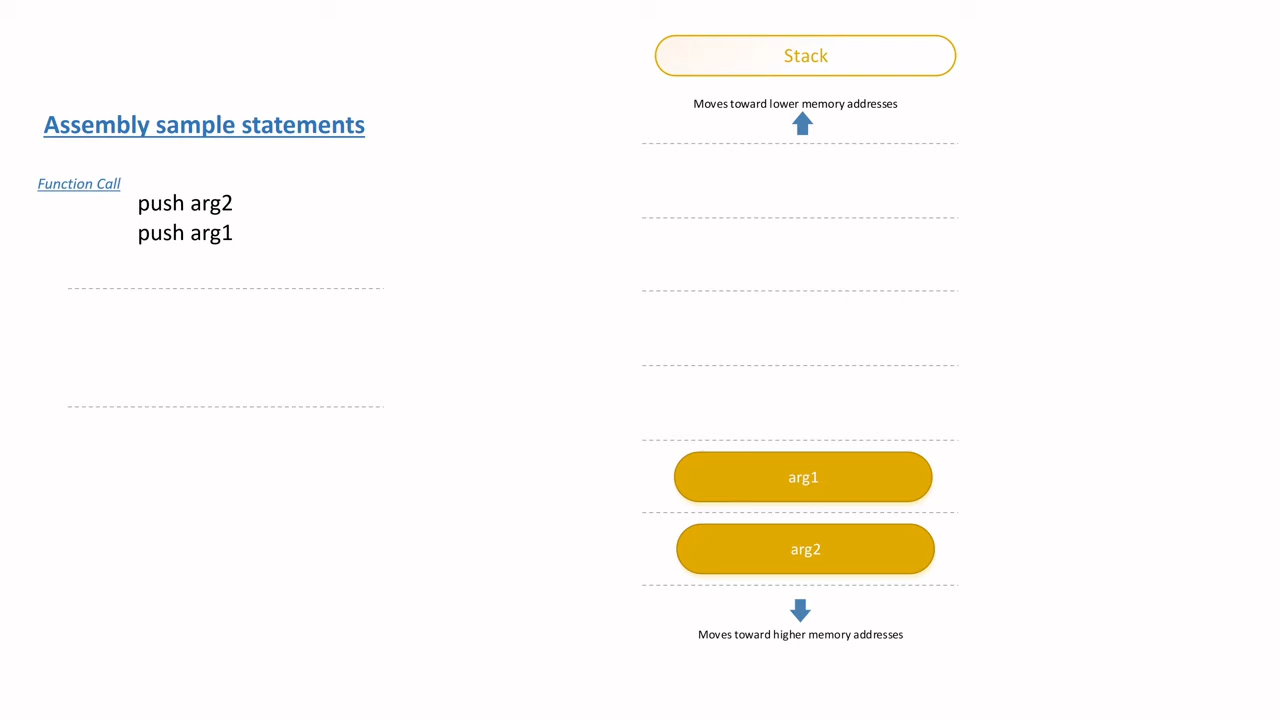 Stack
Moves toward lower memory addresses
Assembly sample statements
Function Call
push arg2
push arg1
arg1
arg2
Moves toward higher memory addresses